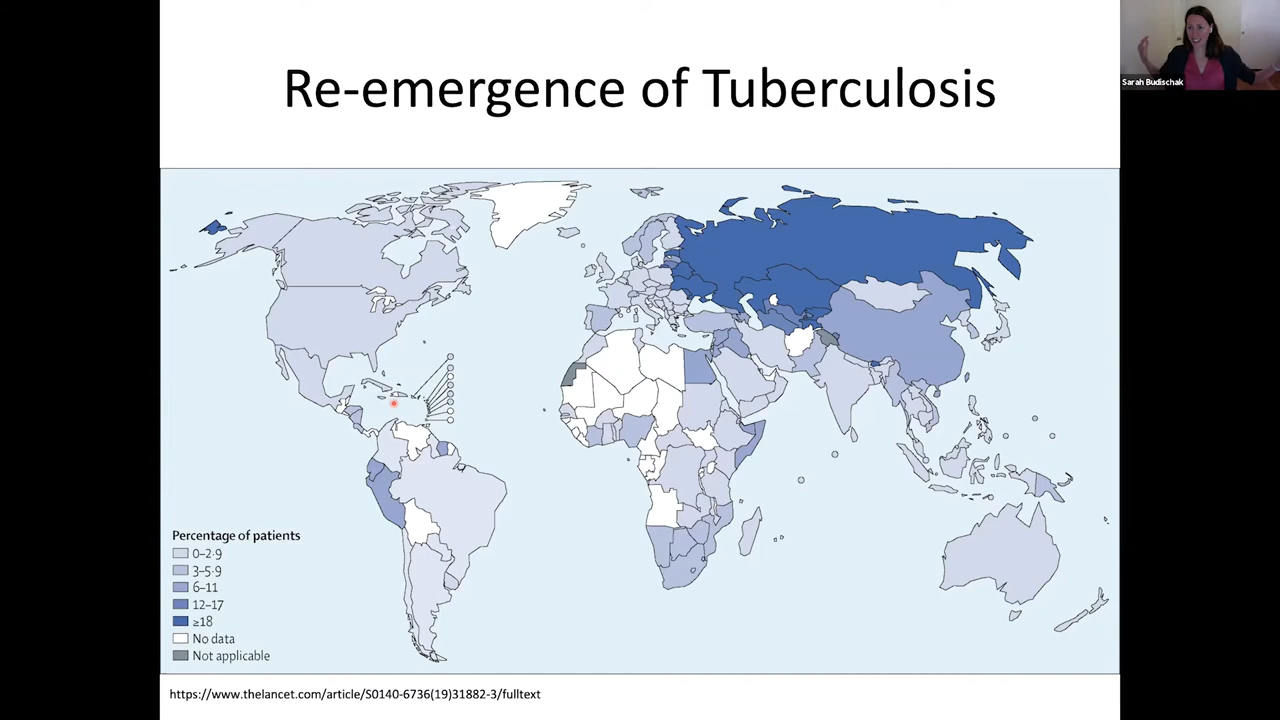 Re-emergence of Tuberculosis
Sarah Budischak
Percentage of patients
0–2·9
3–5·9
6–11
12–17
≥18
No data
Not applicable
https://www.thelancet.com/article/S0140-6736(19)31882-3/fulltext